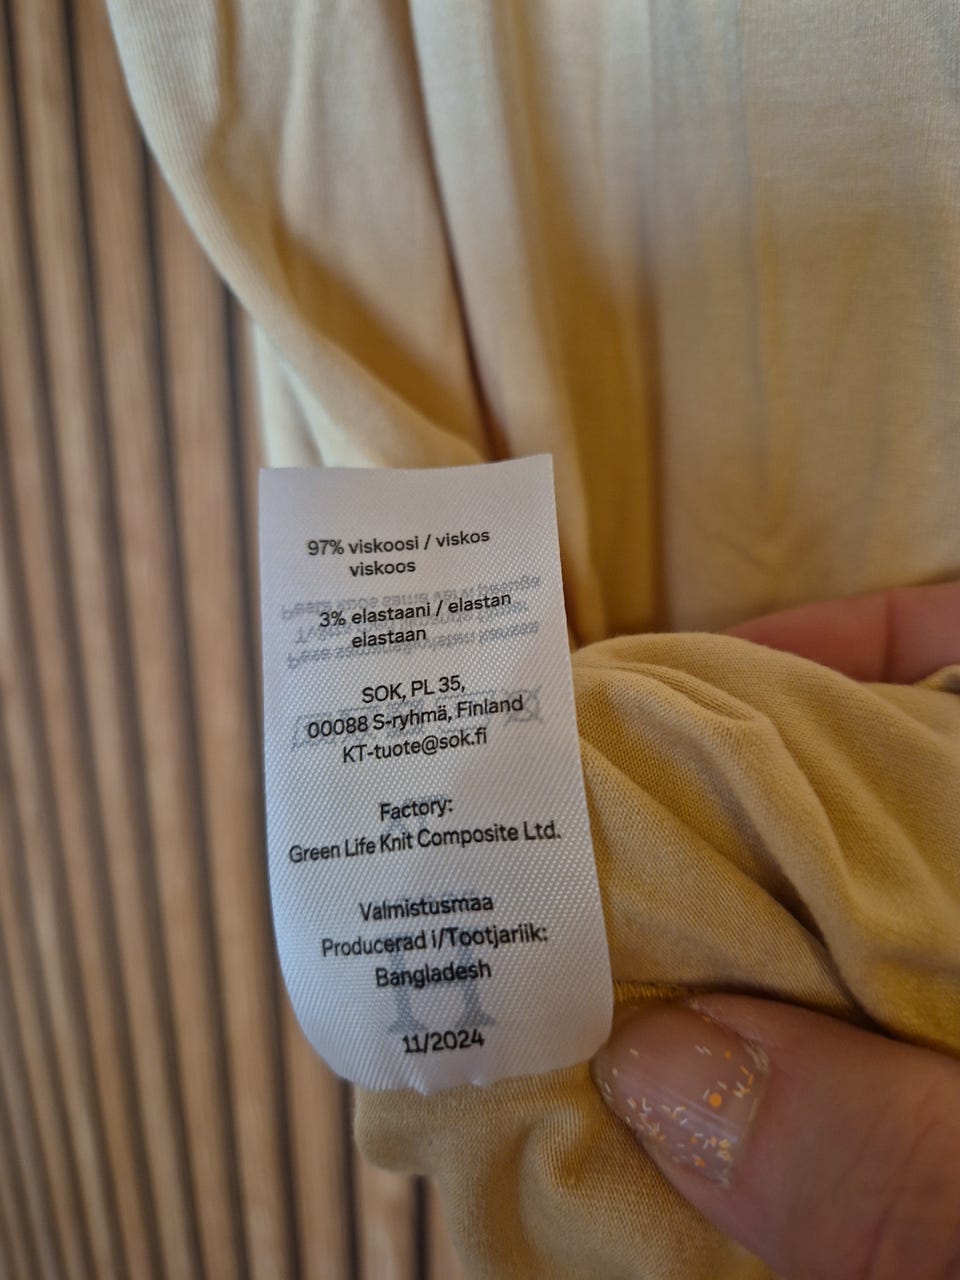 97% viskoosi / viskos
viskoos
3% elastaani / elastan
elastaan
SOK, PL 35,
00088 S-ryhmä, Finland
KT-tuote@sok.fi
Factory:
Green Life Knit Composite Ltd.
Valmistusmaa
Producerad i/Tootjariik:
Bangladesh
11/2024